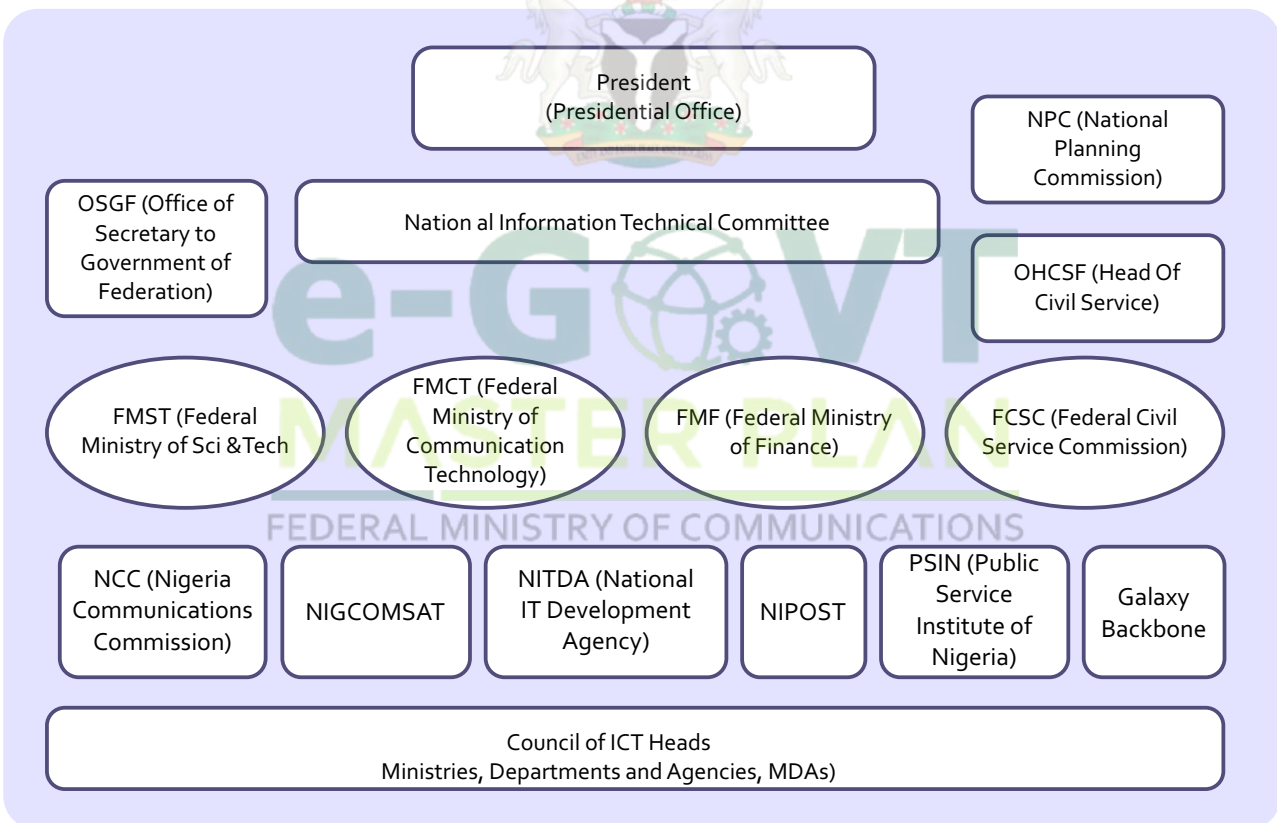 President
(Presidential Office)
NPC (National
Planning
Commission)
OSGF (Office of
Secretary to
Government of
Federation)
Nation al Information Technical Committee
OHCSF (Head Of
Civil Service)
e-GOVT
MASTER PLAN
FEDERAL MINISTRY OF COMMUNICATIONS
FMST (Federal
Ministry of Sci &Tech
FMCT (Federal
Ministry of
Communication
Technology)
FMF (Federal Ministry
of Finance)
FCSC (Federal Civil
Service Commission)
NCC (Nigeria
Communications
Commission)
NIGCOMSAT
NITDA (National
IT Development
Agency)
NIPOST
PSIN (Public
Service
Institute of
Nigeria)
Galaxy
Backbone
Council of ICT Heads
Ministries, Departments and Agencies, MDAs)